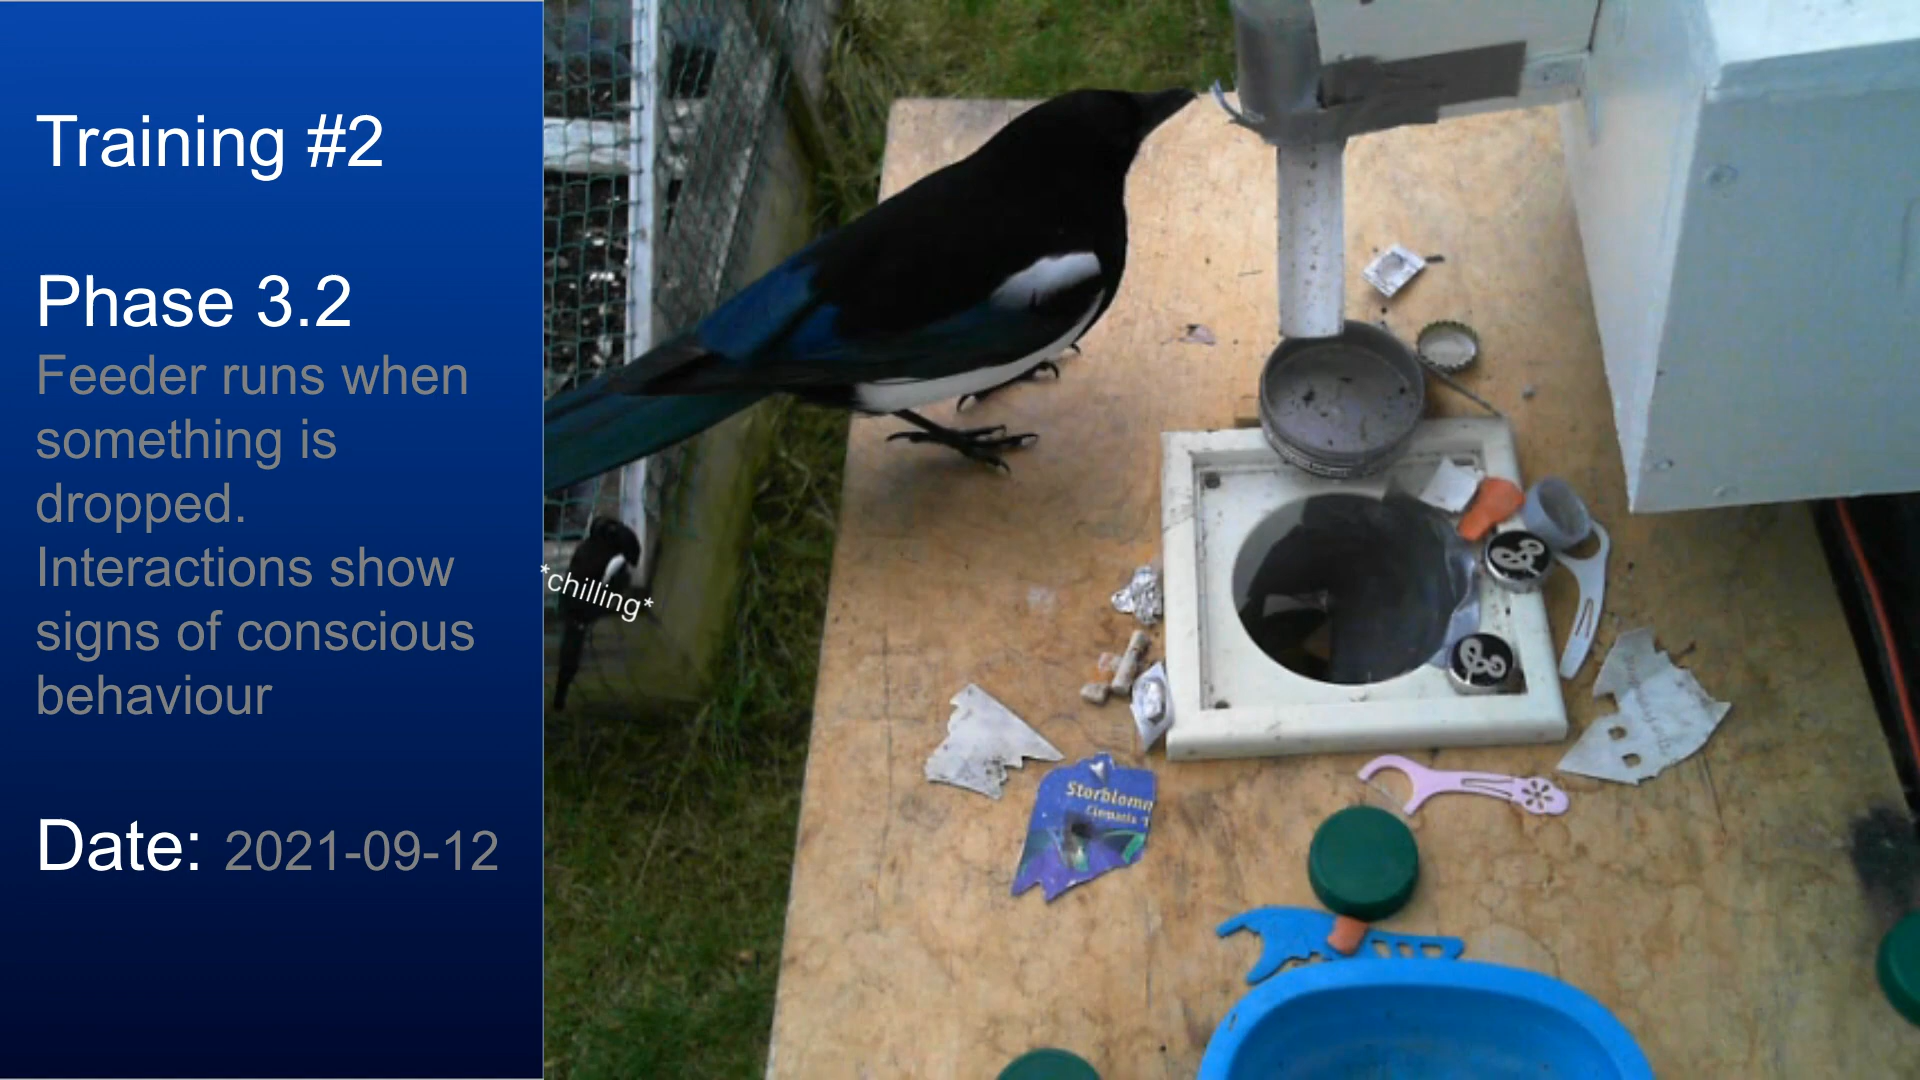 Training #2
Phase 3.2
Feeder runs when
something is
dropped.
Interactions show
signs of conscious
behaviour
Date: 2021-09-12
*chilling*
Storblomm
Clematis